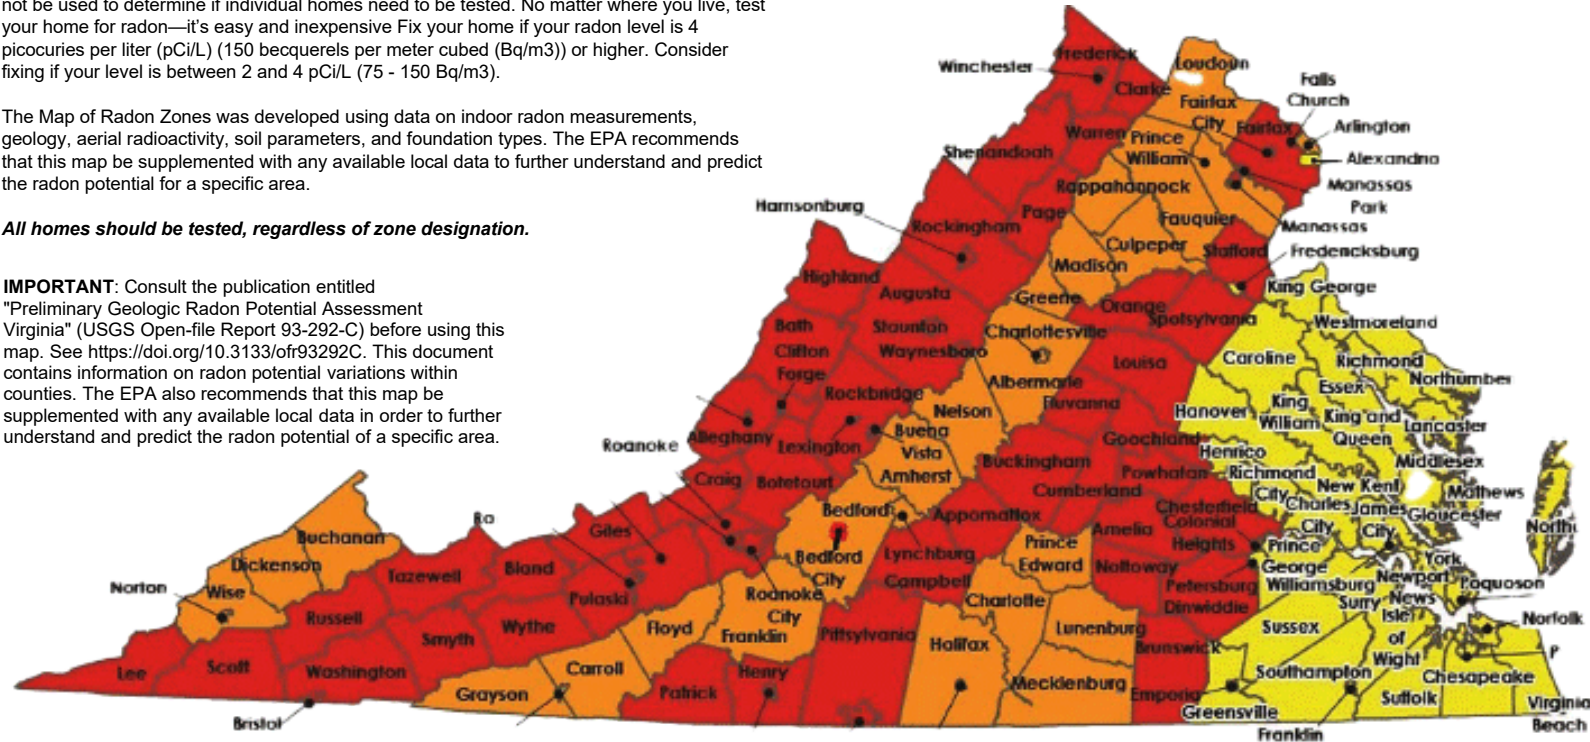 not be used to determine if individual homes need to be tested. No matter where you live, test
your home for radon—it's easy and inexpensive Fix your home if your radon level is 4
picocuries per liter (pCi/L) (150 becquerels per meter cubed (Bq/m3)) or higher. Consider
fixing if your level is between 2 and 4 pCi/L (75 - 150 Bq/m3).
The Map of Radon Zones was developed using data on indoor radon measurements,
geology, aerial radioactivity, soil parameters, and foundation types. The EPA recommends
that this map be supplemented with any available local data to further understand and predict
the radon potential for a specific area.
All homes should be tested, regardless of zone designation.
IMPORTANT: Consult the publication entitled
"Preliminary Geologic Radon Potential Assessment
Virginia" (USGS Open-file Report 93-292-C) before using this
map. See https://doi.org/10.3133/ofr93292C. This document
contains information on radon potential variations within
counties. The EPA also recommends that this map be
supplemented with any available local data in order to further
understand and predict the radon potential of a specific area.
Frederick
Winchester
Clarke
Loudoun
Falls
Church
Fairfax
City
Fairfax
Arlington
Alexandria
Warren
Prince
William
Manassas
Park
Manassas
Shenandoah
Rappahannock
Page
Fauquier
Harrisonburg
Rockingham
Culpeper
Stafford
Fredericksburg
Madison
King George
Highland
Augusta
Greene
Orange
Spotsylvania
Westmoreland
Bath
Staunton
Charlottesville
Clifton
Forge
Waynesboro
Louisa
Caroline
Richmond
Northumber
Essex
Rockbridge
Albemarle
Fluvanna
Nelson
Hanover
King
William
King and
Queen
Lancaster
Roanoke
Alleghany
Lexington
Buena
Vista
Goochland
Henrico
Middlesex
Craig
Botetourt
Amherst
Buckingham
Powhatan
Richmond
City
New Kent
Mathews
Cumberland
Charles
City
James
City
Gloucester
Ro
Giles
Bedford
Appomattox
Chesterfield
Colonial
Heights
Amelia
North
Buchanan
Dickenson
Bedford
City
Lynchburg
Prince
Edward
Prince
George
York
Tazewell
Bland
Nottoway
Williamsburg
Newport
News
Poquoson
Norton
Wise
Pulaski
Roanoke
City
Campbell
Charlotte
Petersburg
Dinwiddie
Surry
Isle
of
Wight
Norfolk
Russell
Wythe
Floyd
Franklin
Pittsylvania
Lunenburg
Sussex
P
Smyth
Halifax
Brunswick
Lee
Scott
Washington
Carroll
Henry
Southampton
Chesapeake
Grayson
Patrick
Mecklenburg
Emporia
Suffolk
Virginia
Beach
Bristol
Greensville
Franklin